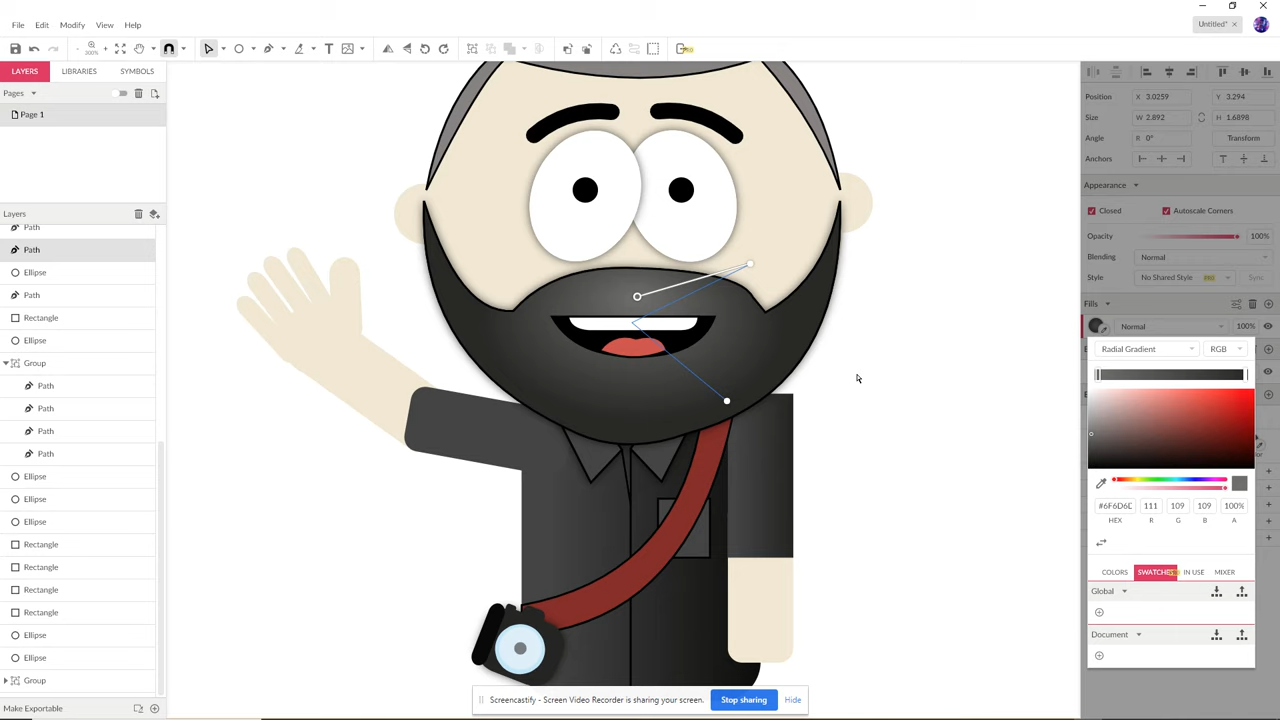 File Edit Modify View Help
Untitled* ×
300%
PRO
LAYERS LIBRARIES SYMBOLS
Pages
Page 1
Layers
Path
Path
Ellipse
Path
Rectangle
Ellipse
Group
Path
Path
Path
Path
Ellipse
Ellipse
Ellipse
Rectangle
Rectangle
Rectangle
Rectangle
Ellipse
Ellipse
Group
Make Exportable
Position X 3.0259 Y 3.294
Size W 2.892 H 1.6898
Angle R 0° Transform
Anchors
Appearance
Closed Autoscale Corners
Opacity 100%
Blending Normal
Style No Shared Style PRO Sync
Fills
Normal 100%
Radial Gradient RGB
#6F6D6D 111 109 109 100%
HEX R G B A
COLORS SWATCHES IN USE MIXER
Global
Document
Screencastify - Screen Video Recorder is sharing your screen. Stop sharing Hide